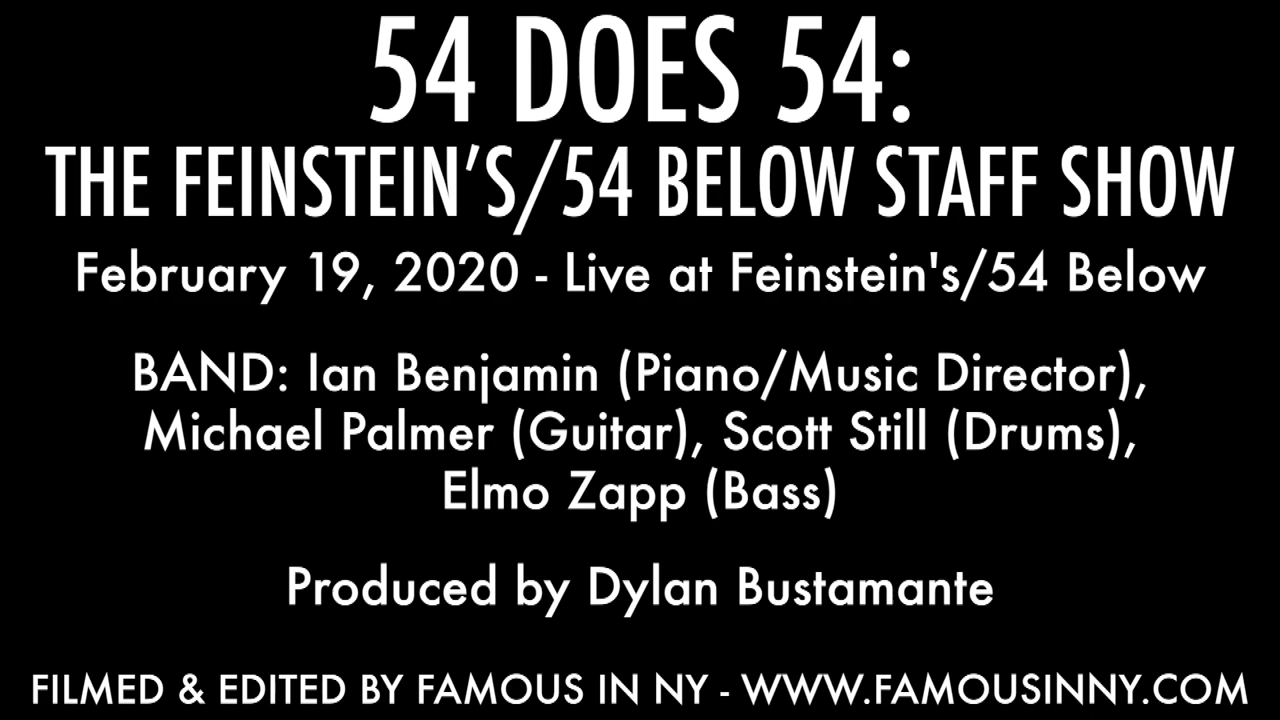 54 DOES 54:
THE FEINSTEIN’S/54 BELOW STAFF SHOW
February 19, 2020 - Live at Feinstein's/54 Below
BAND: Ian Benjamin (Piano/Music Director),
Michael Palmer (Guitar), Scott Still (Drums),
Elmo Zapp (Bass)
Produced by Dylan Bustamante
FILMED & EDITED BY FAMOUS IN NY - WWW.FAMOUSINNY.COM